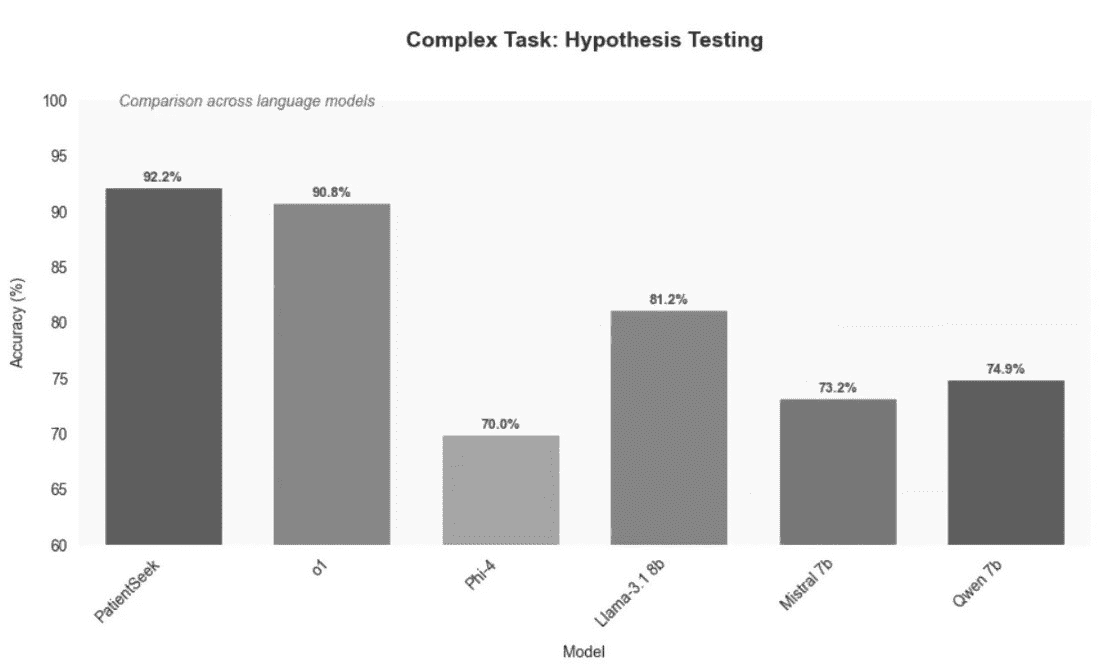 Complex Task: Hypothesis Testing
Comparison across language models
100
95
90
85
80
75
70
65
60
Accuracy (%)
92.2%
90.8%
70.0%
81.2%
73.2%
74.9%
PatientSeek
o1
Phi-4
Llama-3.1 8b
Mistral 7b
Qwen 7b
Model